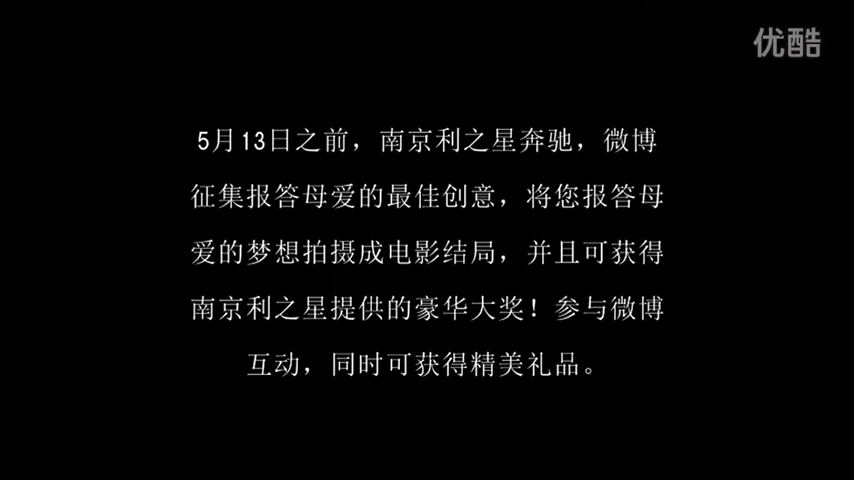 优酷
5月13日之前，南京利之星奔驰，微博
征集报答母爱的最佳创意，将您报答母
爱的梦想拍摄成电影结局，并且可获得
南京利之星提供的豪华大奖！参与微博
互动，同时可获得精美礼品。